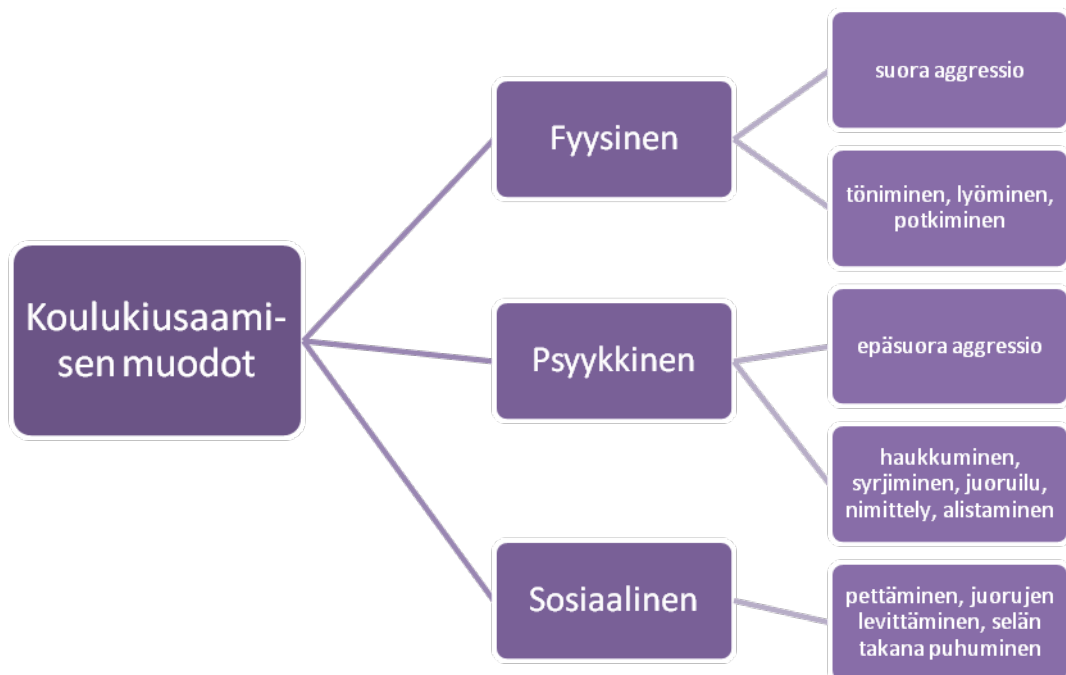 Koulukiusaami-
sen muodot
Fyysinen
suora aggressio
töniminen, lyöminen,
potkiminen
Psyykkinen
epäsuora aggressio
haukkuminen,
syrjiminen, juoruilu,
nimittely, alistaminen
Sosiaalinen
pettäminen, juorujen
levittäminen, selän
takana puhuminen